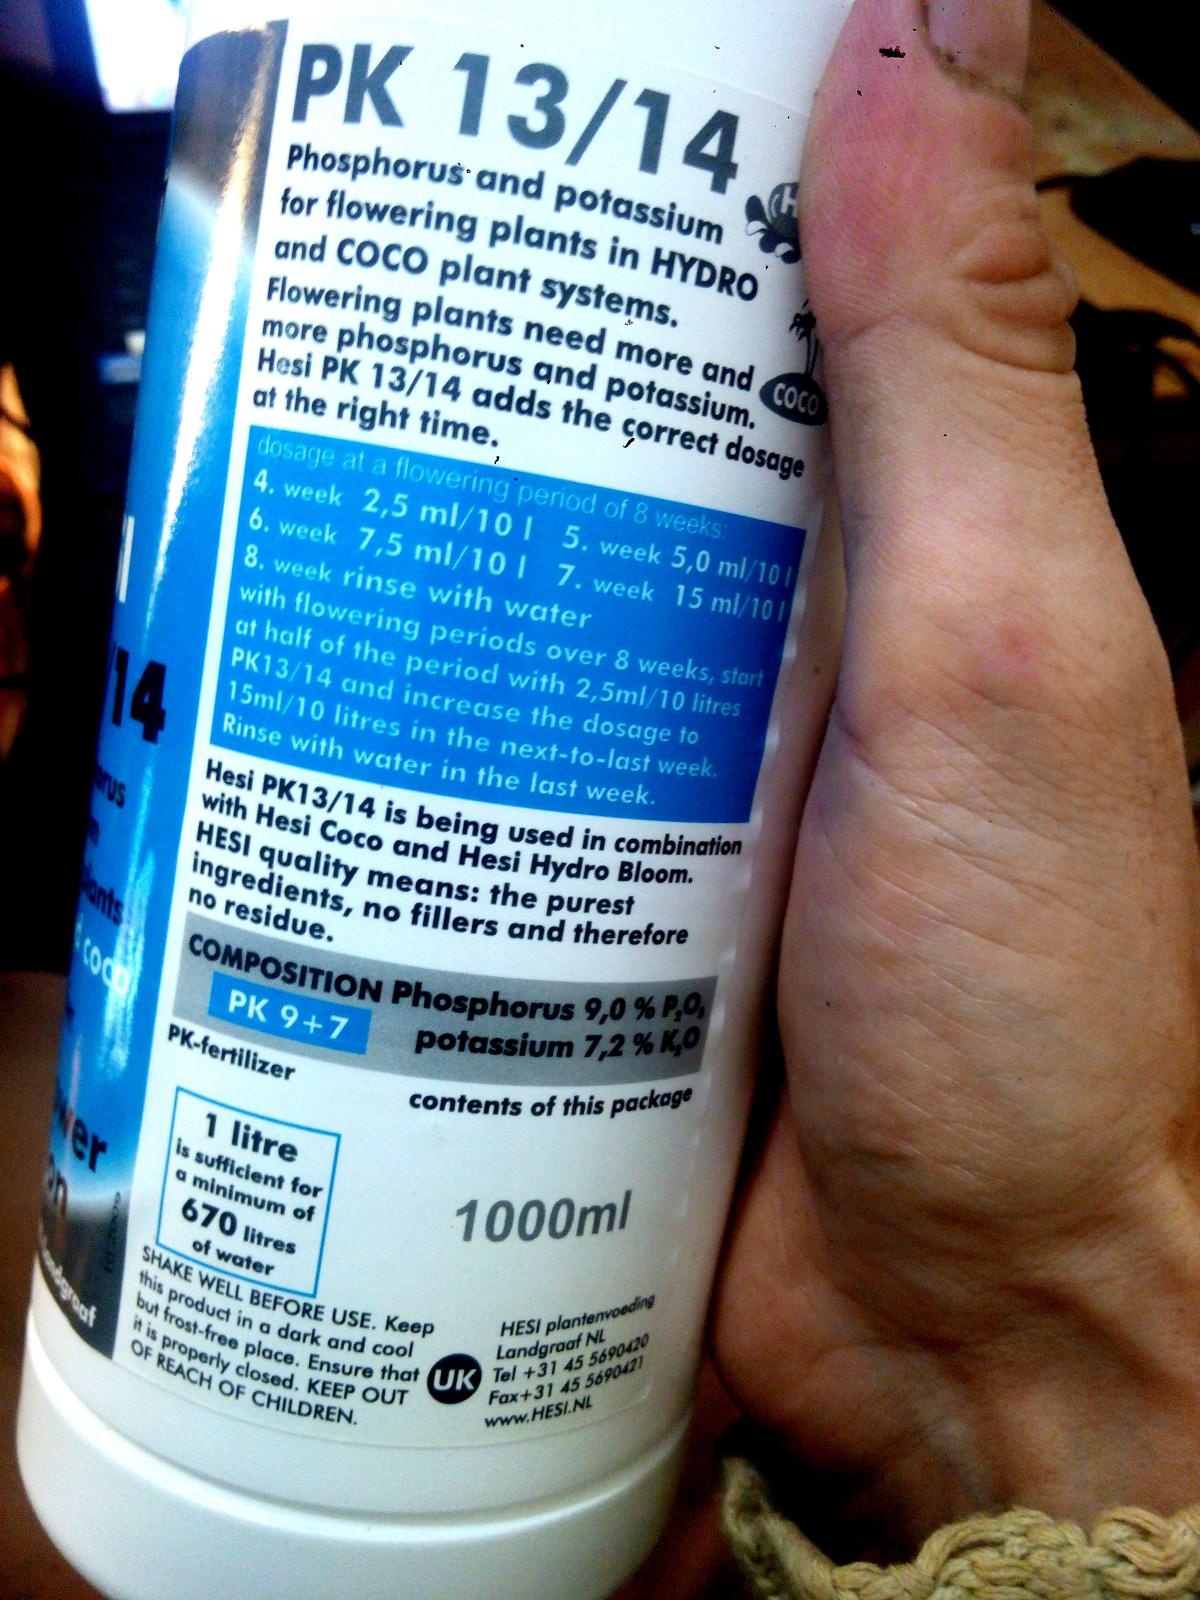 PK 13/14
Phosphorus and potassium
for flowering plants in HYDRO
and COCO plant systems.
Flowering plants need more and
more phosphorus and potassium.
Hesi PK 13/14 adds the correct dosage
at the right time.
H
COCO
dosage at a flowering period of 8 weeks:
4. week 2,5 ml/10 l 5. week 5,0 ml/10 l
6. week 7,5 ml/10 l 7. week 15 ml/10 l
8. week rinse with water
with flowering periods over 8 weeks, start
at half of the period with 2,5ml/10 litres
PK13/14 and increase the dosage to
15ml/10 litres in the next-to-last week.
Rinse with water in the last week.
Hesi PK13/14 is being used in combination
with Hesi Coco and Hesi Hydro Bloom.
HESI quality means: the purest
ingredients, no fillers and therefore
no residue.
COMPOSITION Phosphorus 9,0 % P₂O₅
PK 9+7 potassium 7,2 % K₂O
PK-fertilizer
contents of this package
1 litre
is sufficient for
a minimum of
670 litres
of water
1000ml
SHAKE WELL BEFORE USE. Keep
this product in a dark and cool
but frost-free place. Ensure that
it is properly closed. KEEP OUT
OF REACH OF CHILDREN.
UK
HESI plantenvoeding
Landgraaf NL
Tel +31 45 5690420
Fax+31 45 5690421
www.HESI.NL
/14
coco